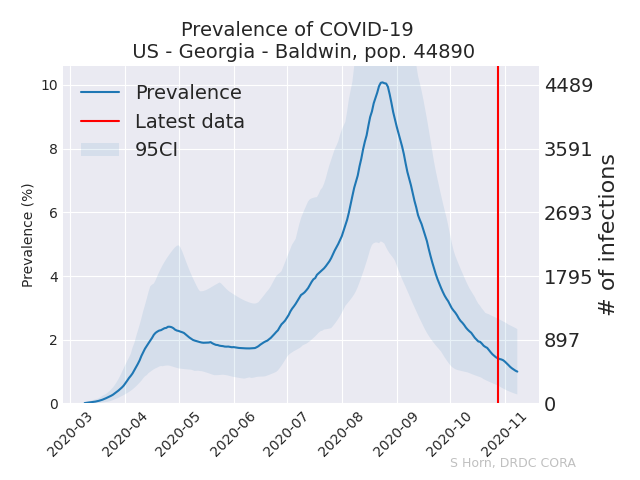 Prevalence of COVID-19
US - Georgia - Baldwin, pop. 44890
Prevalence
Latest data
95CI
Prevalence (%)
10
8
6
4
2
0
4489
3591
2693
1795
897
0
# of infections
2020-03
2020-04
2020-05
2020-06
2020-07
2020-08
2020-09
2020-10
2020-11
S Horn, DRDC CORA